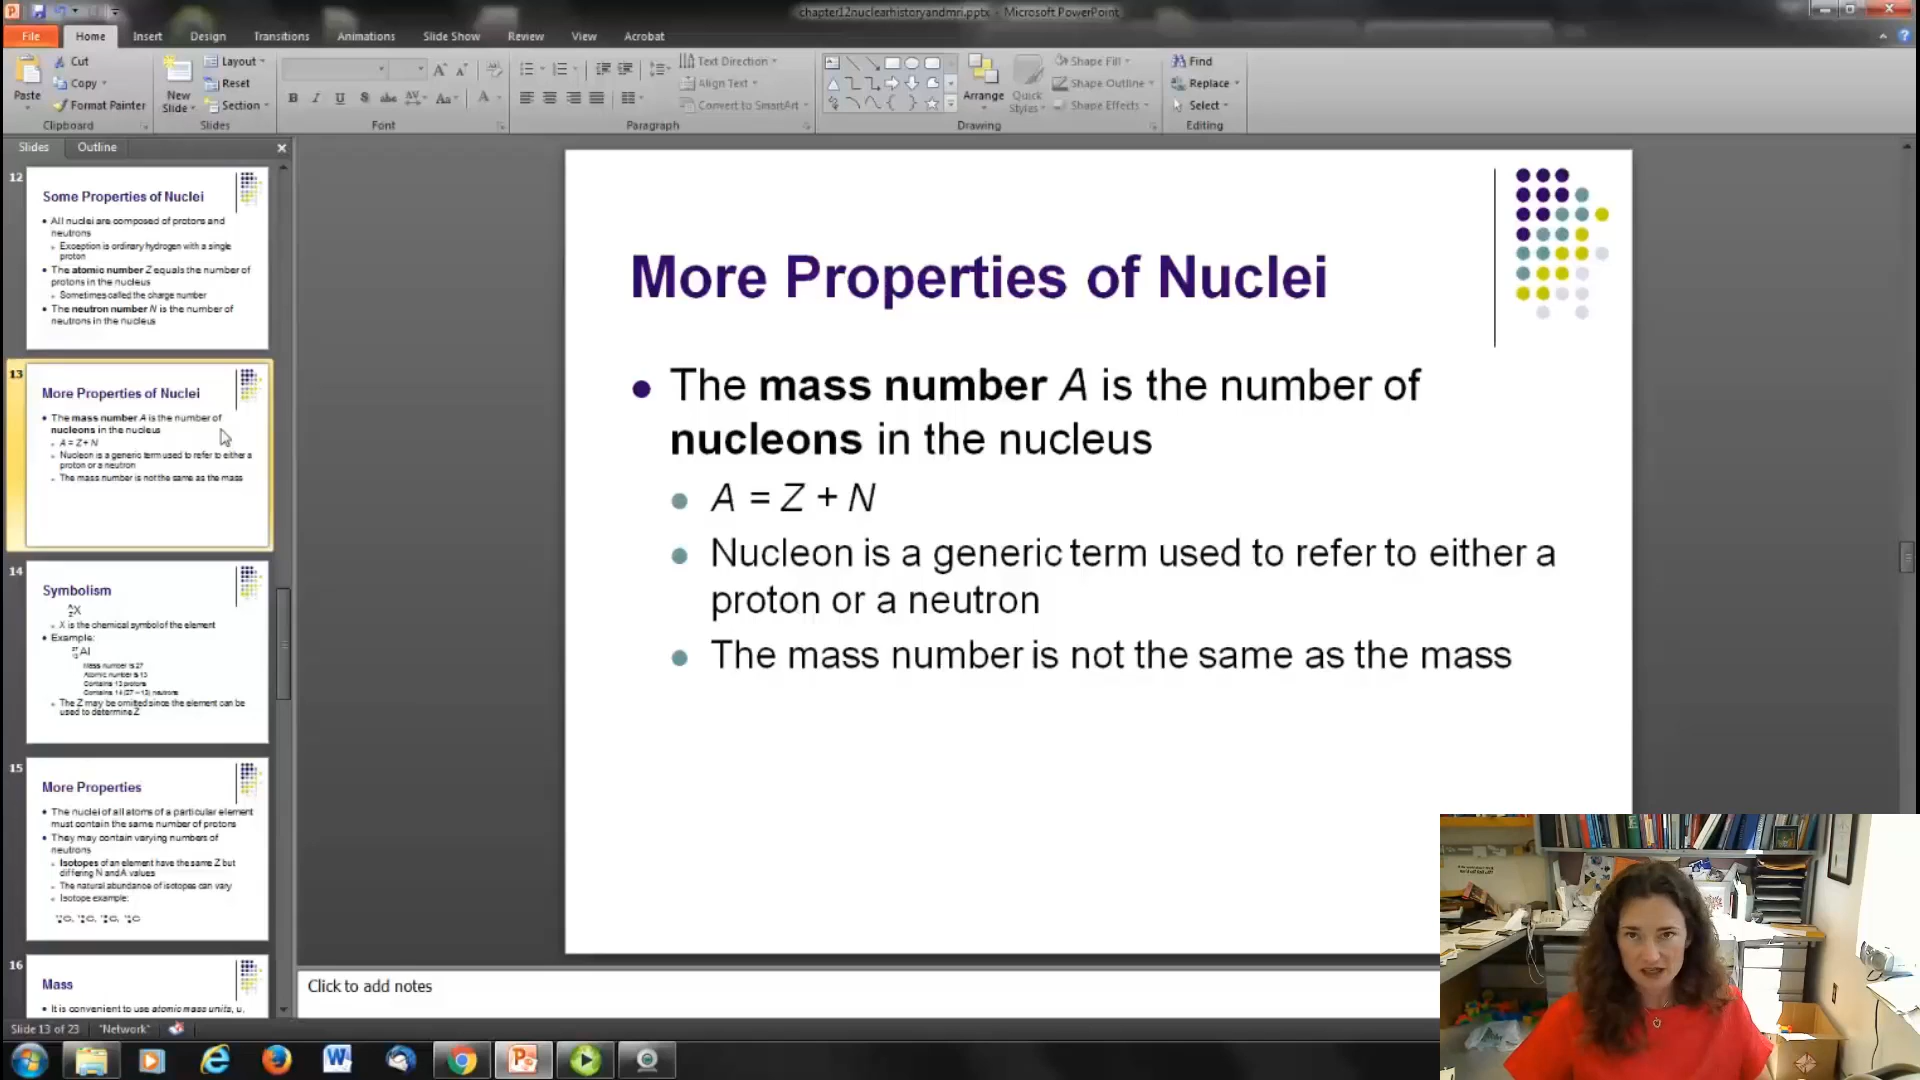 chapter12nuclearhistoryandmri.pptx - Microsoft PowerPoint
File Home Insert Design Transitions Animations Slide Show Review View Acrobat
Paste
Cut
Copy
Format Painter
Clipboard
New Slide
Layout
Reset
Section
Slides
Font
Text Direction
Align Text
Convert to SmartArt
Paragraph
Arrange
Quick Styles
Shape Fill
Shape Outline
Shape Effects
Drawing
Find
Replace
Select
Editing
Slides Outline
12
Some Properties of Nuclei
All nuclei are composed of protons and
neutrons
Exception is ordinary hydrogen with a single
proton
The atomic number Z equals the number of
protons in the nucleus
Sometimes called the charge number
The neutron number N is the number of
neutrons in the nucleus
13
More Properties of Nuclei
The mass number A is the number of
nucleons in the nucleus
A = Z + N
Nucleon is a generic term used to refer to either a
proton or a neutron
The mass number is not the same as the mass
14
Symbolism
X is the chemical symbol of the element
Example:
Mass number is 27
Atomic number is 13
Contains 13 protons
Contains 14 (27 – 13) neutrons
The Z may be omitted since the element can be
used to determine Z
15
More Properties
The nuclei of all atoms of a particular element
must contain the same number of protons
They may contain varying numbers of
neutrons
Isotopes of an element have the same Z but
differing N and A values
The natural abundance of isotopes can vary
Isotope example:
16
Mass
It is convenient to use atomic mass units, u,
More Properties of Nuclei
The mass number A is the number of
nucleons in the nucleus
A = Z + N
Nucleon is a generic term used to refer to either a
proton or a neutron
The mass number is not the same as the mass
Click to add notes
Slide 13 of 23 "Network"